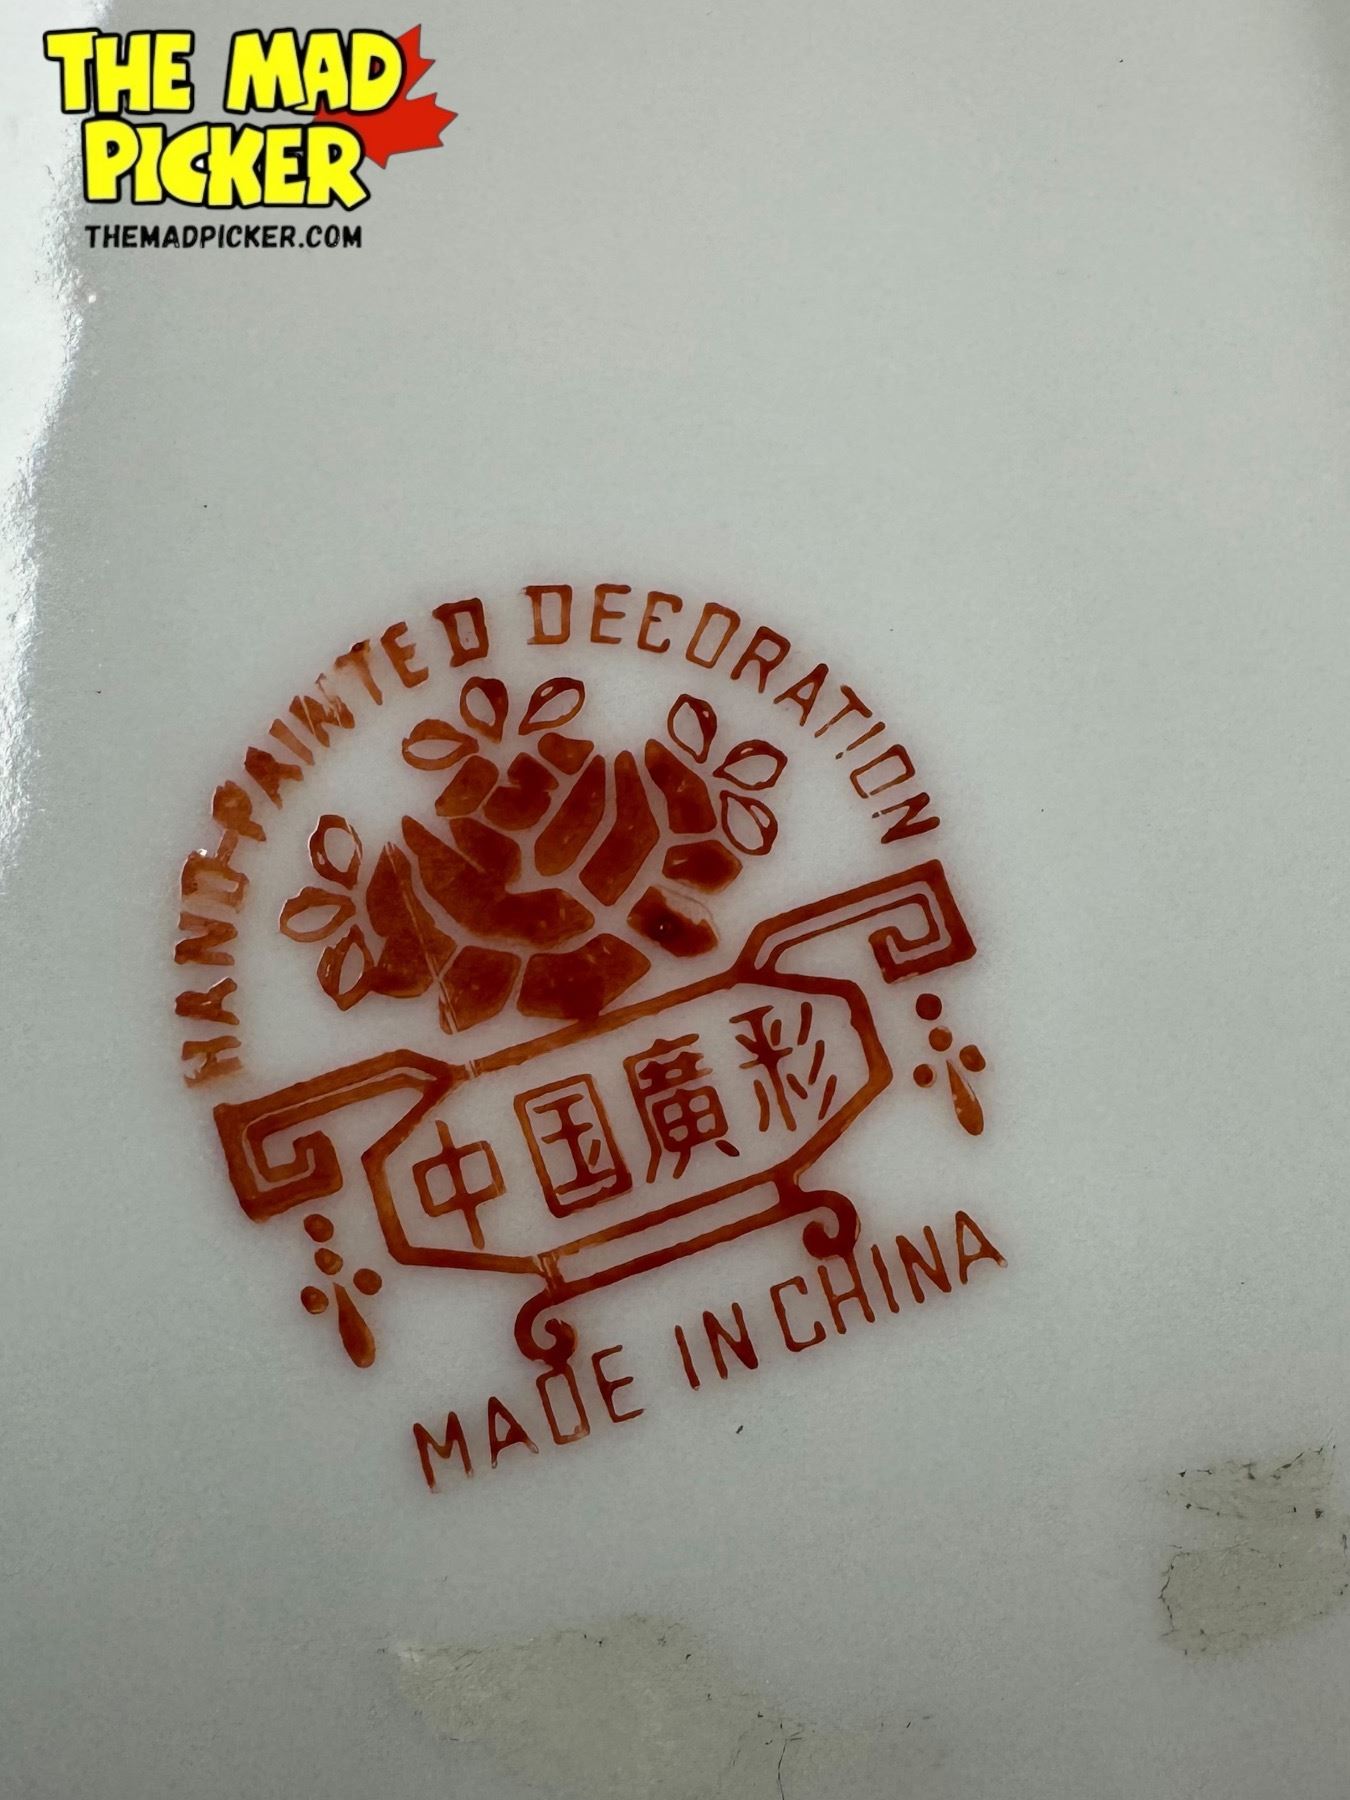 THE MAD
PICKER
THEMADPICKER.COM
HAND-PAINTED DECORATION
中国廣彩
MADE IN CHINA